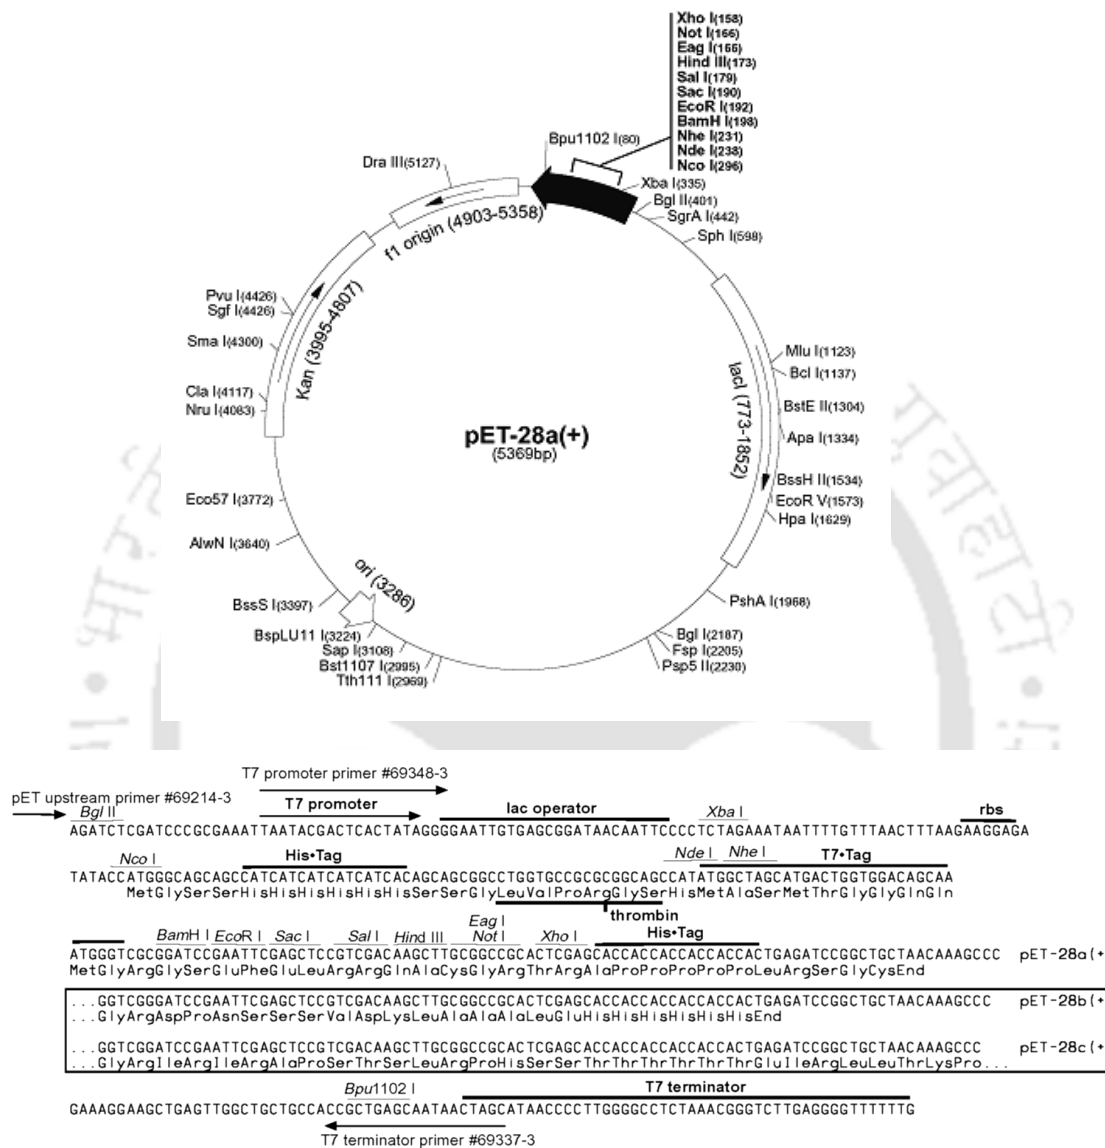 Xho I(158)
Not I(166)
Eag I(166)
Hind III(173)
Sal I(179)
Sac I(190)
EcoR I(192)
BamH I(198)
Nhe I(231)
Nde I(238)
Nco I(296)
Bpu1102 I(80)
Dra III(5127)
Xba I(335)
Bgl II(401)
SgrA I(442)
Sph I(598)
f1 origin (4903-5358)
Pvu I(4426)
Sgf I(4426)
Sma I(4300)
Kan (3995-4807)
Cla I(4117)
Nru I(4083)
lacI (773-1852)
Mlu I(1123)
Bcl I(1137)
BstE II(1304)
Apa I(1334)
pET-28a(+)
(5369bp)
BssH II(1534)
EcoR V(1573)
Hpa I(1629)
Eco57 I(3772)
AlwN I(3640)
ori (3286)
BssS I(3397)
PshA I(1968)
BspLU11 I(3224)
Sap I(3108)
Bst1107 I(2995)
Tth111 I(2969)
Bgl I(2187)
Fsp I(2205)
Psp5 II(2230)
T7 promoter primer #69348-3
pET upstream primer #69214-3
Bgl II T7 promoter lac operator Xba I rbs
AGATCTCGATCCCGCGAAATTAATACGACTCACTATAGGGGAATTGTGAGCGGATAACAATTCCCCTCTAGAAATAATTTTGTTTAACTTTAAGAAGGAGA
Nco I His•Tag Nde I Nhe I T7•Tag
TATACCATGGGCAGCAGCCATCATCATCATCATCACAGCAGCGGCCTGGTGCCGCGCGGCAGCCATATGGCTAGCATGACTGGTGGACAGCAA
MetGlySerSerHisHisHisHisHisHisSerSerGlyLeuValProArgGlySerHisMetAlaSerMetThrGlyGlyGlnGln
thrombin
BamH I EcoR I Sac I Sal I Hind III Eag I Not I Xho I His•Tag
ATGGGTCGCGGATCCGAATTCGAGCTCCGTCGACAAGCTTGCGGCCGCACTCGAGCACCACCACCACCACCACTGAGATCCGGCTGCTAACAAAGCCC pET-28a(+
MetGlyArgGlySerGluPheGluLeuArgArgGlnAlaCysGlyArgThrArgAlaProProProProProLeuArgSerGlyCysEnd
...GGTCGGGATCCGAATTCGAGCTCCGTCGACAAGCTTGCGGCCGCACTCGAGCACCACCACCACCACCACTGAGATCCGGCTGCTAACAAAGCCC pET-28b(+
...GlyArgAspProAsnSerSerSerValAspLysLeuAlaAlaAlaLeuGluHisHisHisHisHisHisEnd
...GGTCGGATCCGAATTCGAGCTCCGTCGACAAGCTTGCGGCCGCACTCGAGCACCACCACCACCACCACTGAGATCCGGCTGCTAACAAAGCCC pET-28c(+
...GlyArgIleArgIleArgAlaProSerThrSerLeuArgProHisSerSerThrThrThrThrThrThrGluIleArgLeuLeuThrLysPro...
Bpu1102 I T7 terminator
GAAAGGAAGCTGAGTTGGCTGCTGCCACCGCTGAGCAATAACTAGCATAACCCCTTGGGGCCTCTAAACGGGTCTTGAGGGGTTTTTTG
T7 terminator primer #69337-3